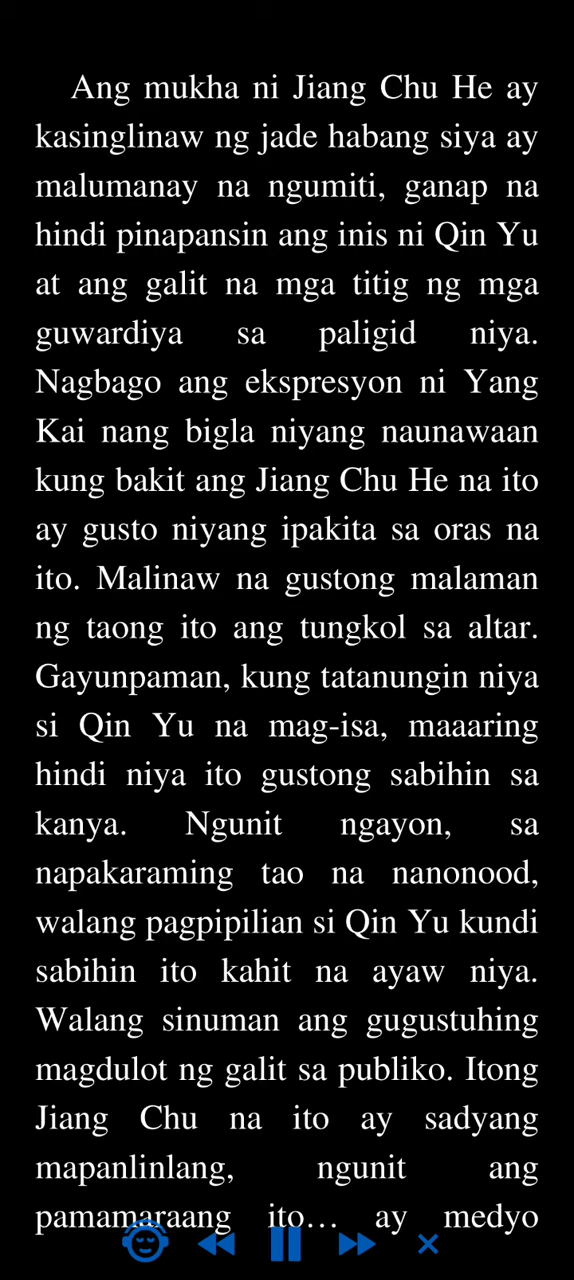 Ang mukha ni Jiang Chu He ay
kasinglinaw ng jade habang siya ay
malumanay na ngumiti, ganap na
hindi pinapansin ang inis ni Qin Yu
at ang galit na mga titig ng mga
guwardiya sa paligid niya.
Nagbago ang ekspresyon ni Yang
Kai nang bigla niyang naunawaan
kung bakit ang Jiang Chu He na ito
ay gusto niyang ipakita sa oras na
ito. Malinaw na gustong malaman
ng taong ito ang tungkol sa altar.
Gayunpaman, kung tatanungin niya
si Qin Yu na mag-isa, maaaring
hindi niya ito gustong sabihin sa
kanya. Ngunit ngayon, sa
napakaraming tao na nanonood,
walang pagpipilian si Qin Yu kundi
sabihin ito kahit na ayaw niya.
Walang sinuman ang gugustuhing
magdulot ng galit sa publiko. Itong
Jiang Chu na ito ay sadyang
mapanlinlang, ngunit ang
pamamaraang ito… ay medyo